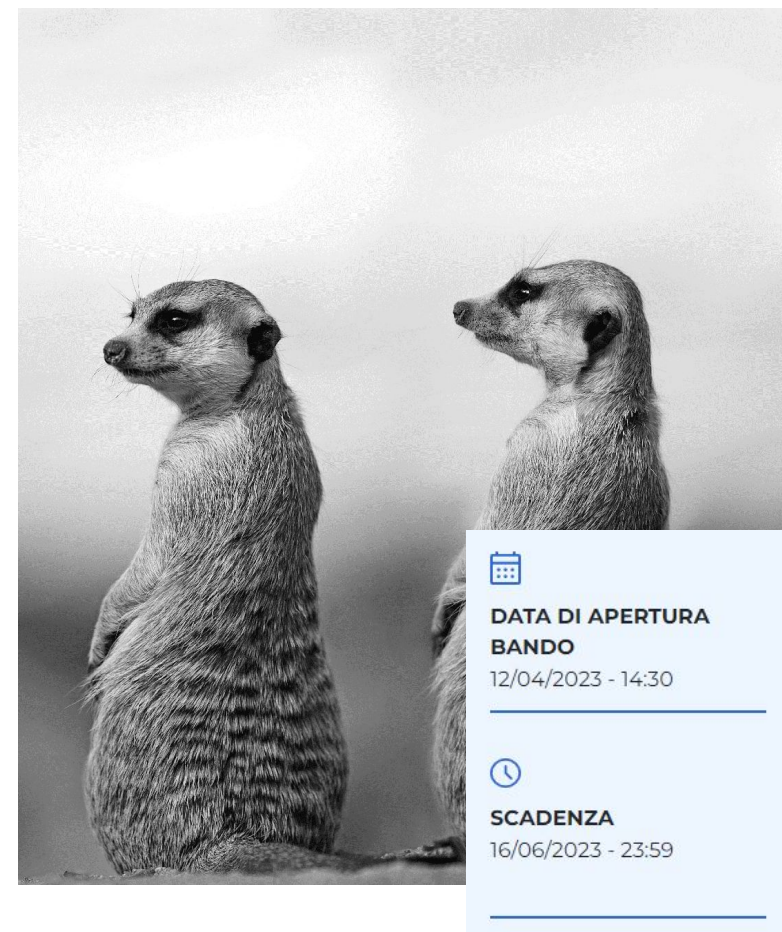 DATA DI APERTURA
BANDO
12/04/2023 - 14:30
SCADENZA
16/06/2023 - 23:59